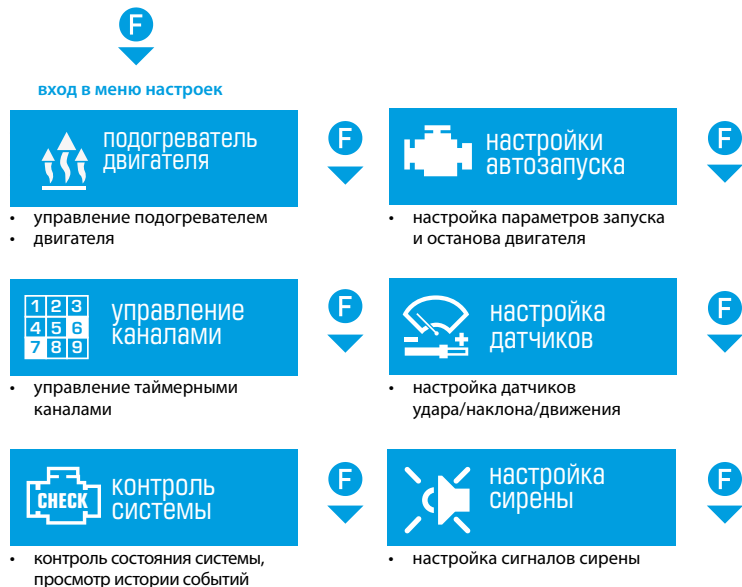 F
вход в меню настроек
подогреватель
двигателя
F
настройки
автозапуска
F
• управление подогревателем
• двигателя
• настройка параметров запуска
и останова двигателя
1 2 3
4 5 6
7 8 9
управление
каналами
F
настройка
датчиков
F
• управление таймерными
каналами
• настройка датчиков
удара/наклона/движения
CHECK
контроль
системы
F
настройка
сирены
F
• контроль состояния системы,
просмотр истории событий
• настройка сигналов сирены